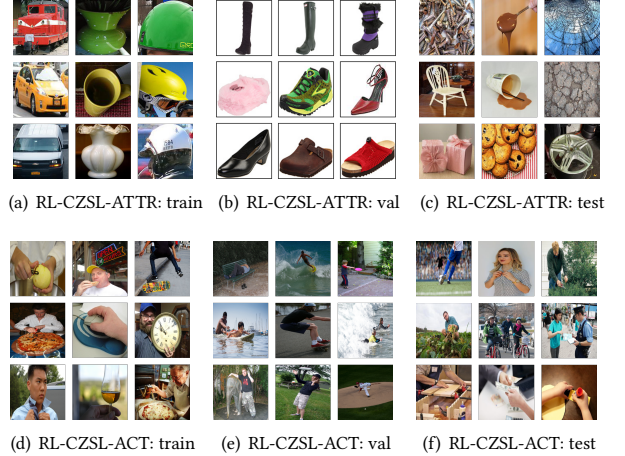 (a) RL-CZSL-ATTR: train
(b) RL-CZSL-ATTR: val
(c) RL-CZSL-ATTR: test
(d) RL-CZSL-ACT: train
(e) RL-CZSL-ACT: val
(f) RL-CZSL-ACT: test